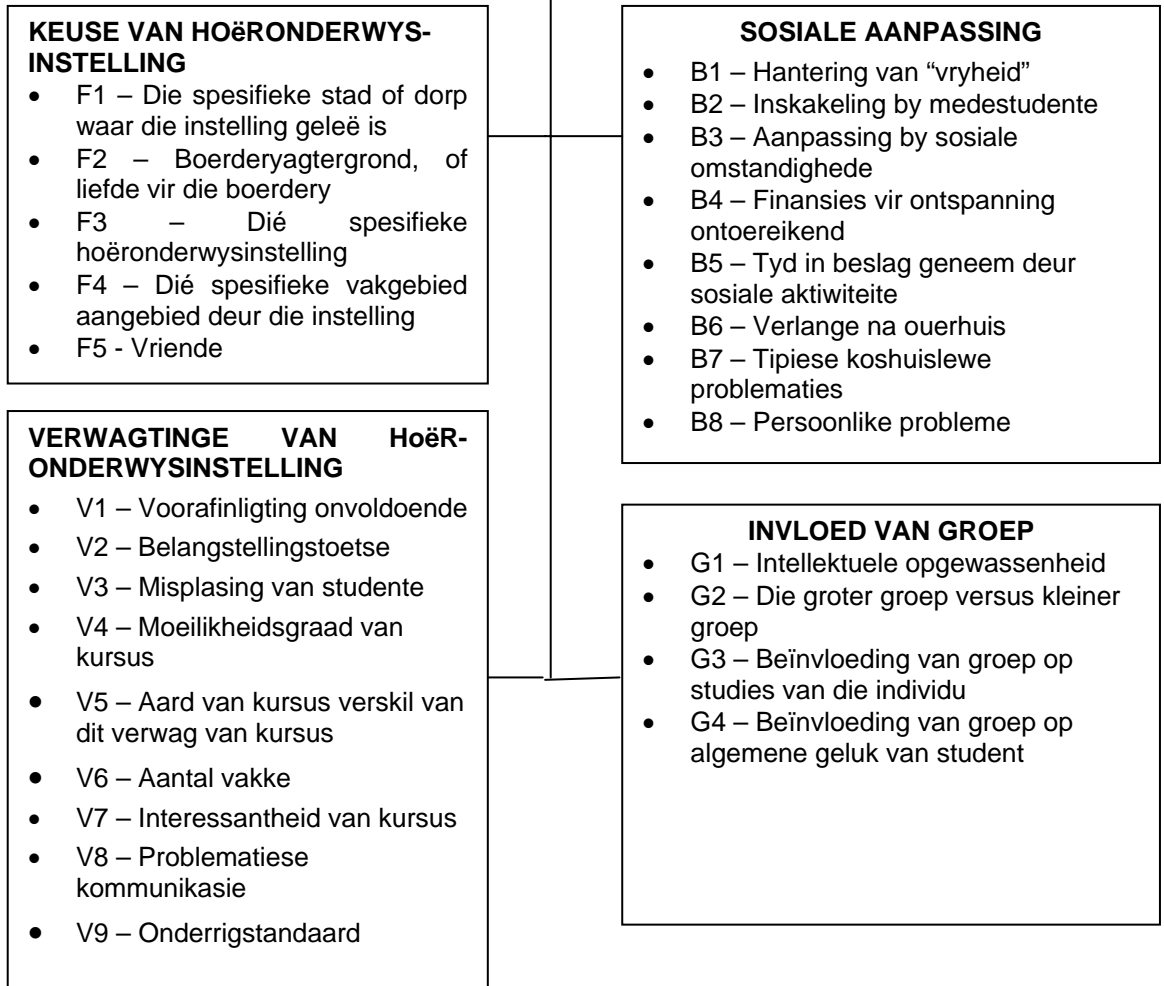 KEUSE VAN HOëRONDERWYS-
INSTELLING
• F1 – Die spesifieke stad of dorp
waar die instelling geleë is
• F2 – Boerderyagtergrond, of
liefde vir die boerdery
• F3 – Dié spesifieke
hoëronderwysinstelling
• F4 – Dié spesifieke vakgebied
aangebied deur die instelling
• F5 - Vriende
SOSIALE AANPASSING
• B1 – Hantering van “vryheid”
• B2 – Inskakeling by medestudente
• B3 – Aanpassing by sosiale
omstandighede
• B4 – Finansies vir ontspanning
ontoereikend
• B5 – Tyd in beslag geneem deur
sosiale aktiwiteite
• B6 – Verlange na ouerhuis
• B7 – Tipiese koshuislewe
problematies
• B8 – Persoonlike probleme
VERWAGTINGE VAN HoëR-
ONDERWYSINSTELLING
• V1 – Voorafinligting onvoldoende
• V2 – Belangstellingstoetse
• V3 – Misplasing van studente
• V4 – Moeilikheidsgraad van
kursus
• V5 – Aard van kursus verskil van
dit verwag van kursus
• V6 – Aantal vakke
• V7 – Interessantheid van kursus
• V8 – Problematiese
kommunikasie
• V9 – Onderrigstandaard
INVLOED VAN GROEP
• G1 – Intellektuele opgewassenheid
• G2 – Die groter groep versus kleiner
groep
• G3 – Beïnvloeding van groep op
studies van die individu
• G4 – Beïnvloeding van groep op
algemene geluk van student